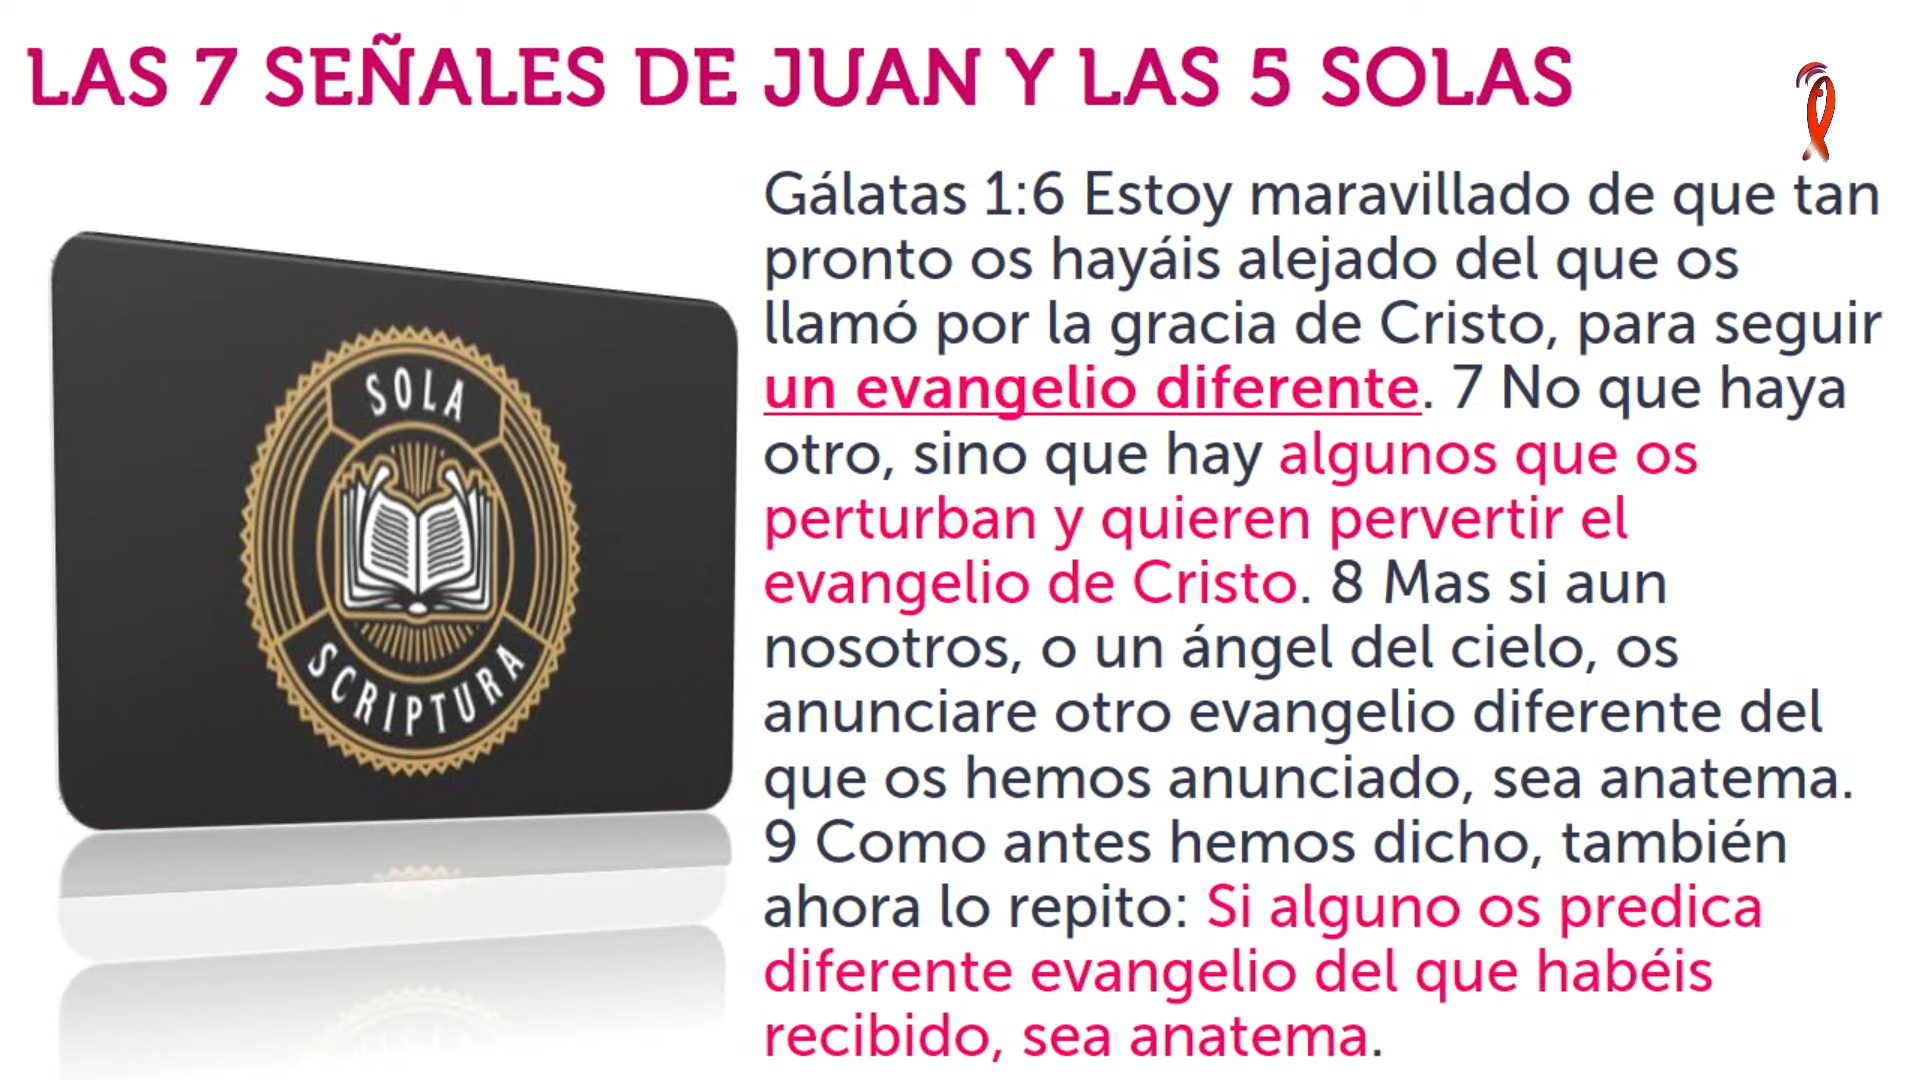 LAS 7 SEÑALES DE JUAN Y LAS 5 SOLAS
Gálatas 1:6 Estoy maravillado de que tan
pronto os hayáis alejado del que os
llamó por la gracia de Cristo, para seguir
un evangelio diferente. 7 No que haya
otro, sino que hay algunos que os
perturban y quieren pervertir el
evangelio de Cristo. 8 Mas si aun
nosotros, o un ángel del cielo, os
anunciare otro evangelio diferente del
que os hemos anunciado, sea anatema.
9 Como antes hemos dicho, también
ahora lo repito: Si alguno os predica
diferente evangelio del que habéis
recibido, sea anatema.
SOLA
SCRIPTURA